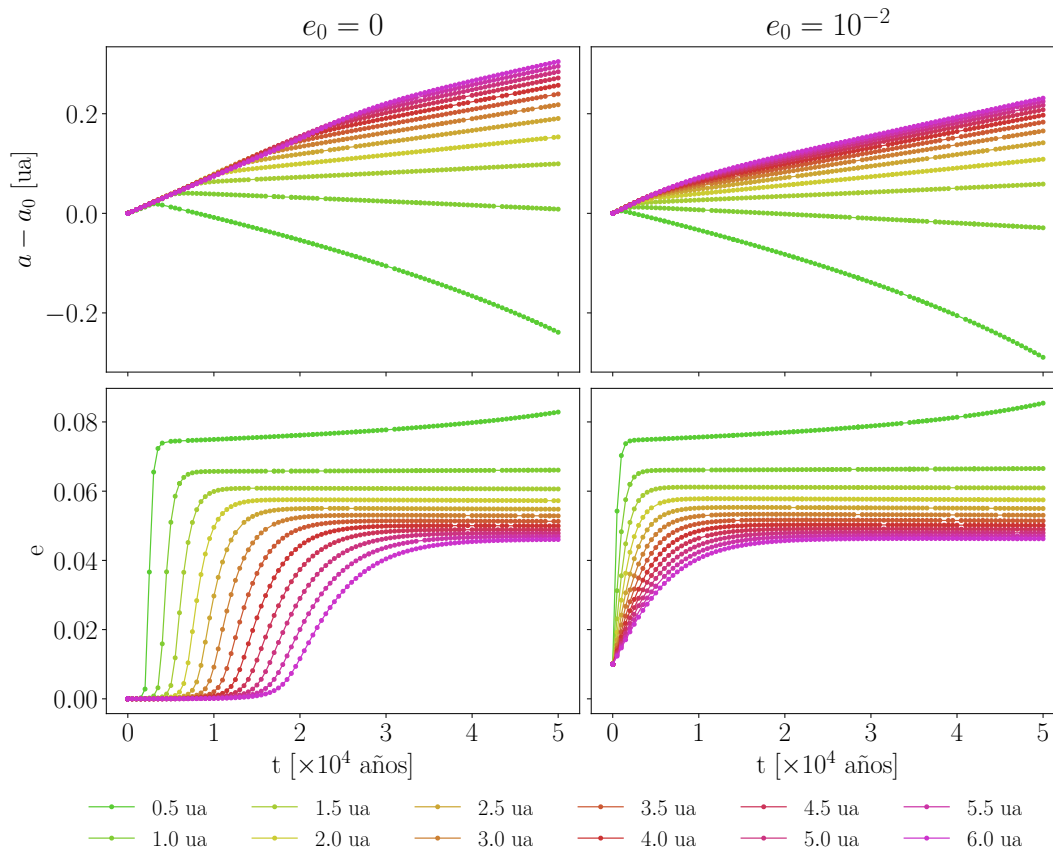 e₀ = 0
e₀ = 10⁻²
a − a₀ [ua]
0.2
0.0
−0.2
e
0.08
0.06
0.04
0.02
0.00
0 1 2 3 4 5
0 1 2 3 4 5
t [×10⁴ años]
t [×10⁴ años]
0.5 ua 1.5 ua 2.5 ua 3.5 ua 4.5 ua 5.5 ua
1.0 ua 2.0 ua 3.0 ua 4.0 ua 5.0 ua 6.0 ua